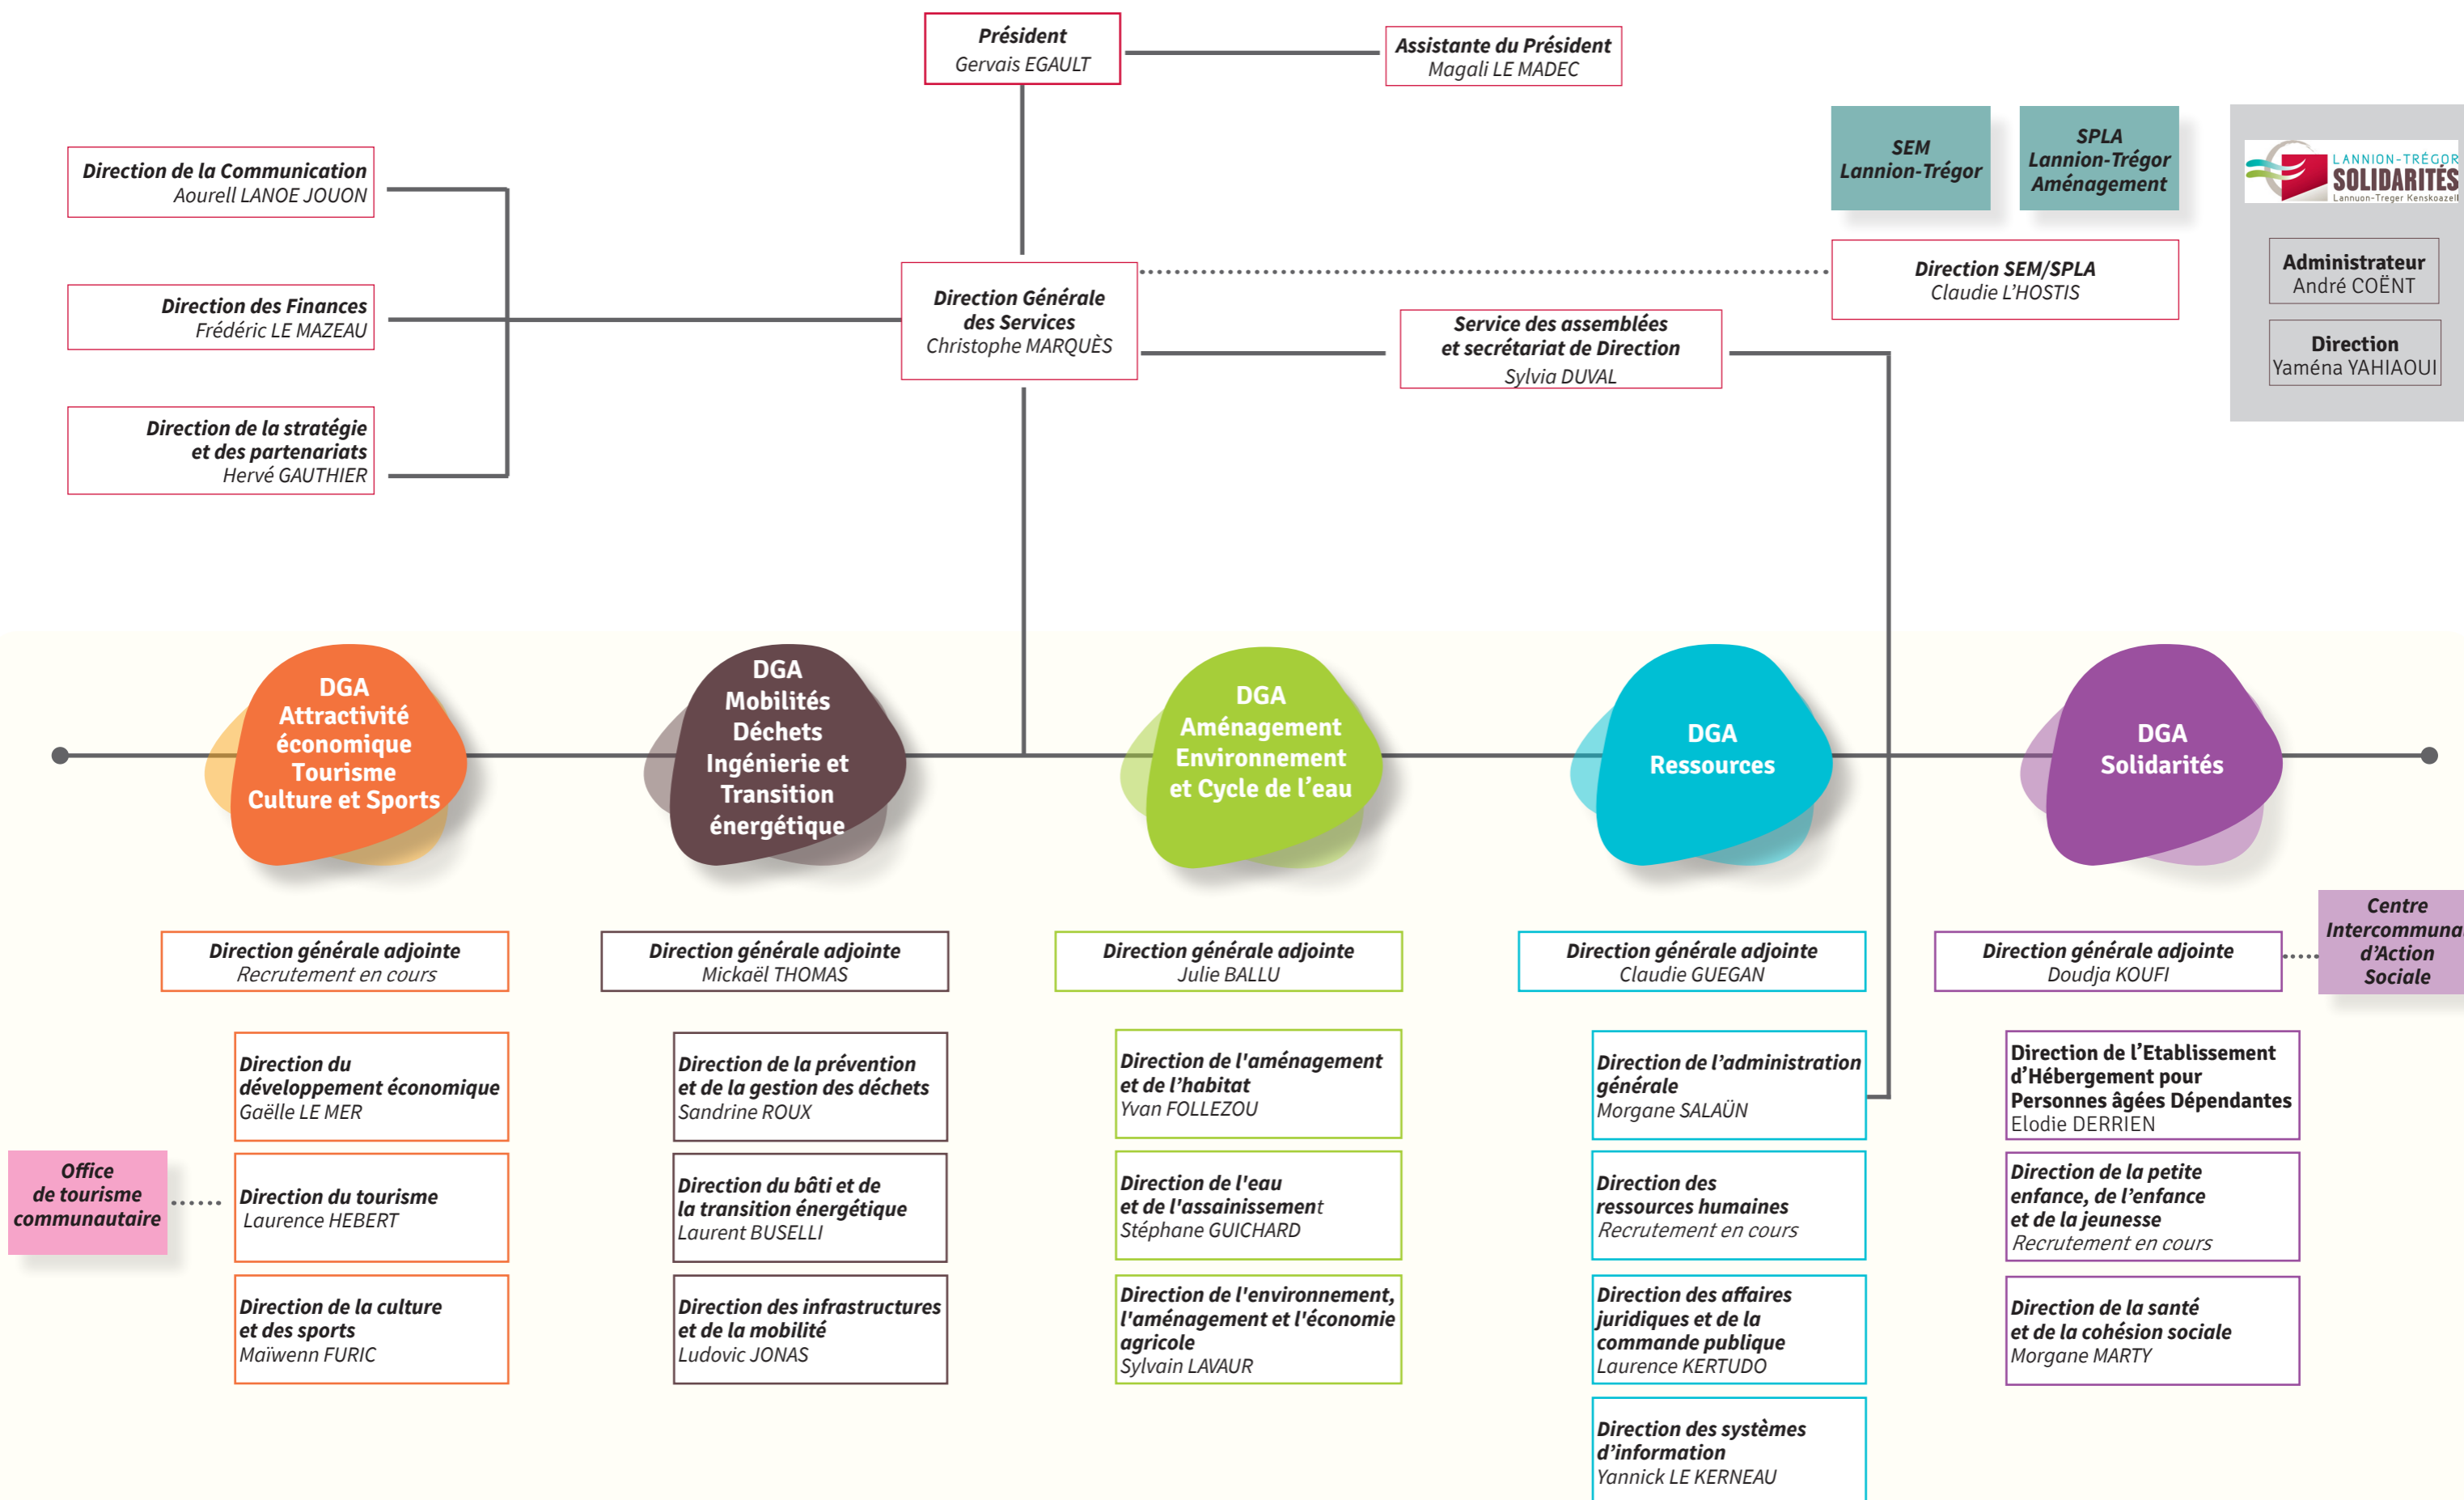 Président
Gervais EGAULT
Assistante du Président
Magali LE MADEC
Direction de la Communication
Aourell LANOE JOUON
Direction des Finances
Frédéric LE MAZEAU
Direction de la stratégie
et des partenariats
Hervé GAUTHIER
Direction Générale
des Services
Christophe MARQUÈS
Service des assemblées
et secrétariat de Direction
Sylvia DUVAL
SEM
Lannion-Trégor
SPLA
Lannion-Trégor
Aménagement
Direction SEM/SPLA
Claudie L'HOSTIS
LANNION-TRÉGOR
SOLIDARITÉS
Lannuon-Treger Kenskoazell
Administrateur
André COËNT
Direction
Yaména YAHIAOUI
DGA
Attractivité
économique
Tourisme
Culture et Sports
DGA
Mobilités
Déchets
Ingénierie et
Transition
énergétique
DGA
Aménagement
Environnement
et Cycle de l'eau
DGA
Ressources
DGA
Solidarités
Direction générale adjointe
Recrutement en cours
Direction du
développement économique
Gaëlle LE MER
Office
de tourisme
communautaire
Direction du tourisme
Laurence HEBERT
Direction de la culture
et des sports
Maïwenn FURIC
Direction générale adjointe
Mickaël THOMAS
Direction de la prévention
et de la gestion des déchets
Sandrine ROUX
Direction du bâti et de
la transition énergétique
Laurent BUSELLI
Direction des infrastructures
et de la mobilité
Ludovic JONAS
Direction générale adjointe
Julie BALLU
Direction de l'aménagement
et de l'habitat
Yvan FOLLEZOU
Direction de l'eau
et de l'assainissement
Stéphane GUICHARD
Direction de l'environnement,
l'aménagement et l'économie
agricole
Sylvain LAVAUR
Direction générale adjointe
Claudie GUEGAN
Direction de l'administration
générale
Morgane SALAÜN
Direction des
ressources humaines
Recrutement en cours
Direction des affaires
juridiques et de la
commande publique
Laurence KERTUDO
Direction des systèmes
d'information
Yannick LE KERNEAU
Direction générale adjointe
Doudja KOUFI
Centre
Intercommunal
d'Action
Sociale
Direction de l'Etablissement
d'Hébergement pour
Personnes âgées Dépendantes
Elodie DERRIEN
Direction de la petite
enfance, de l'enfance
et de la jeunesse
Recrutement en cours
Direction de la santé
et de la cohésion sociale
Morgane MARTY